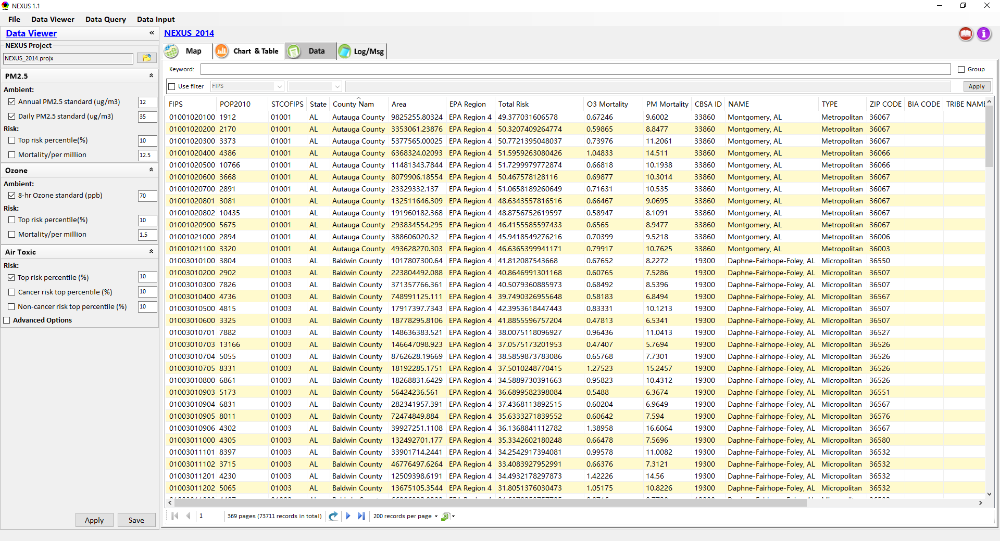 NEXUS 1.1
File Data Viewer Data Query Data Input
Data Viewer «
NEXUS Project
NEXUS_2014.projx
PM2.5
Ambient:
Annual PM2.5 standard (ug/m3) 12
Daily PM2.5 standard (ug/m3) 35
Risk:
Top risk percentile(%) 10
Mortality/per million 12.5
Ozone
Ambient:
8-hr Ozone standard (ppb) 70
Risk:
Top risk percentile(%) 10
Mortality/per million 1.5
Air Toxic
Risk:
Top risk percentile (%) 10
Cancer risk top percentile (%) 10
Non-cancer risk top percentile (%) 10
Advanced Options
Apply Save
NEXUS_2014
Map Chart & Table Data Log/Msg
Keyword: Group
Use filter FIPS Apply
FIPS POP2010 STCOFIPS State County Nam Area EPA Region Total Risk O3 Mortality PM Mortality CBSA ID NAME TYPE ZIP CODE BIA CODE TRIBE NAME
01001020100 1912 01001 AL Autauga County 9825255.80324 EPA Region 4 49.377031606578 0.67246 9.6002 33860 Montgomery, AL Metropolitan 36067
01001020200 2170 01001 AL Autauga County 3353061.23876 EPA Region 4 50.3207409264774 0.59865 8.8477 33860 Montgomery, AL Metropolitan 36067
01001020300 3373 01001 AL Autauga County 5377565.00025 EPA Region 4 50.7721395048037 0.73976 11.2061 33860 Montgomery, AL Metropolitan 36067
01001020400 4386 01001 AL Autauga County 6368324.02093 EPA Region 4 51.5959263080426 1.04833 14.511 33860 Montgomery, AL Metropolitan 36066
01001020500 10766 01001 AL Autauga County 11481343.7844 EPA Region 4 51.7299979772874 0.66818 10.1938 33860 Montgomery, AL Metropolitan 36066
01001020600 3668 01001 AL Autauga County 8079906.18554 EPA Region 4 50.467578128116 0.69877 10.3014 33860 Montgomery, AL Metropolitan 36067
01001020700 2891 01001 AL Autauga County 23329332.137 EPA Region 4 51.0658189260649 0.71631 10.535 33860 Montgomery, AL Metropolitan 36067
01001020801 3081 01001 AL Autauga County 132511646.309 EPA Region 4 48.6343557816516 0.66467 9.0695 33860 Montgomery, AL Metropolitan 36067
01001020802 10435 01001 AL Autauga County 191960182.368 EPA Region 4 48.8756752619597 0.58947 8.1091 33860 Montgomery, AL Metropolitan 36067
01001020900 5675 01001 AL Autauga County 293834554.295 EPA Region 4 46.4155585597433 0.6565 8.9477 33860 Montgomery, AL Metropolitan 36067
01001021000 2894 01001 AL Autauga County 388606020.32 EPA Region 4 45.9418549276216 0.70399 9.5218 33860 Montgomery, AL Metropolitan 36006
01001021100 3320 01001 AL Autauga County 493628270.303 EPA Region 4 46.6365399941171 0.79917 10.7625 33860 Montgomery, AL Metropolitan 36003
01003010100 3804 01003 AL Baldwin County 1017807300.64 EPA Region 4 41.812087543668 0.67652 8.2272 19300 Daphne-Fairhope-Foley, AL Micropolitan 36550
01003010200 2902 01003 AL Baldwin County 223804492.088 EPA Region 4 40.8646991301168 0.60765 7.5286 19300 Daphne-Fairhope-Foley, AL Micropolitan 36507
01003010300 7826 01003 AL Baldwin County 371357766.361 EPA Region 4 40.5079360885973 0.68492 8.5396 19300 Daphne-Fairhope-Foley, AL Micropolitan 36507
01003010400 4736 01003 AL Baldwin County 748991125.111 EPA Region 4 39.7490326955648 0.58183 6.8494 19300 Daphne-Fairhope-Foley, AL Micropolitan 36567
01003010500 4815 01003 AL Baldwin County 17917397.7343 EPA Region 4 42.3953618447443 0.83331 10.1213 19300 Daphne-Fairhope-Foley, AL Micropolitan 36507
01003010600 3325 01003 AL Baldwin County 18778295.8106 EPA Region 4 41.8855596757204 0.47813 6.5341 19300 Daphne-Fairhope-Foley, AL Micropolitan 36507
01003010701 7882 01003 AL Baldwin County 148636383.521 EPA Region 4 38.0075118096927 0.96436 11.0413 19300 Daphne-Fairhope-Foley, AL Micropolitan 36527
01003010703 13166 01003 AL Baldwin County 146647098.923 EPA Region 4 37.0575173201953 0.47407 5.7694 19300 Daphne-Fairhope-Foley, AL Micropolitan 36526
01003010704 5055 01003 AL Baldwin County 8762628.19669 EPA Region 4 38.5859873783086 0.65768 7.7301 19300 Daphne-Fairhope-Foley, AL Micropolitan 36526
01003010705 8331 01003 AL Baldwin County 18192285.1751 EPA Region 4 37.5010248770415 1.27523 15.2457 19300 Daphne-Fairhope-Foley, AL Micropolitan 36526
01003010800 6861 01003 AL Baldwin County 18268831.6429 EPA Region 4 34.5889730391663 0.95823 10.4312 19300 Daphne-Fairhope-Foley, AL Micropolitan 36526
01003010903 5173 01003 AL Baldwin County 56424236.561 EPA Region 4 36.6899582398084 0.5488 6.3674 19300 Daphne-Fairhope-Foley, AL Micropolitan 36551
01003010904 6831 01003 AL Baldwin County 282341957.391 EPA Region 4 37.4368113892515 0.60204 6.9649 19300 Daphne-Fairhope-Foley, AL Micropolitan 36567
01003010905 8011 01003 AL Baldwin County 72474849.884 EPA Region 4 35.6333271839552 0.60642 7.594 19300 Daphne-Fairhope-Foley, AL Micropolitan 36576
01003010906 4302 01003 AL Baldwin County 39927251.1108 EPA Region 4 36.1368841112782 1.38958 16.6064 19300 Daphne-Fairhope-Foley, AL Micropolitan 36567
01003011000 4305 01003 AL Baldwin County 132492701.177 EPA Region 4 35.3342602180248 0.66478 7.5696 19300 Daphne-Fairhope-Foley, AL Micropolitan 36580
01003011101 8397 01003 AL Baldwin County 33901714.2441 EPA Region 4 34.2542917394081 0.99578 11.0082 19300 Daphne-Fairhope-Foley, AL Micropolitan 36532
01003011102 3715 01003 AL Baldwin County 46776497.6264 EPA Region 4 33.4083927952991 0.66376 7.3121 19300 Daphne-Fairhope-Foley, AL Micropolitan 36532
01003011201 4230 01003 AL Baldwin County 12509398.6191 EPA Region 4 34.4932178297873 1.42226 14.56 19300 Daphne-Fairhope-Foley, AL Micropolitan 36532
01003011202 5065 01003 AL Baldwin County 13675105.3544 EPA Region 4 31.8051376030473 1.05175 10.8226 19300 Daphne-Fairhope-Foley, AL Micropolitan 36532
1 369 pages (73711 records in total) 200 records per page